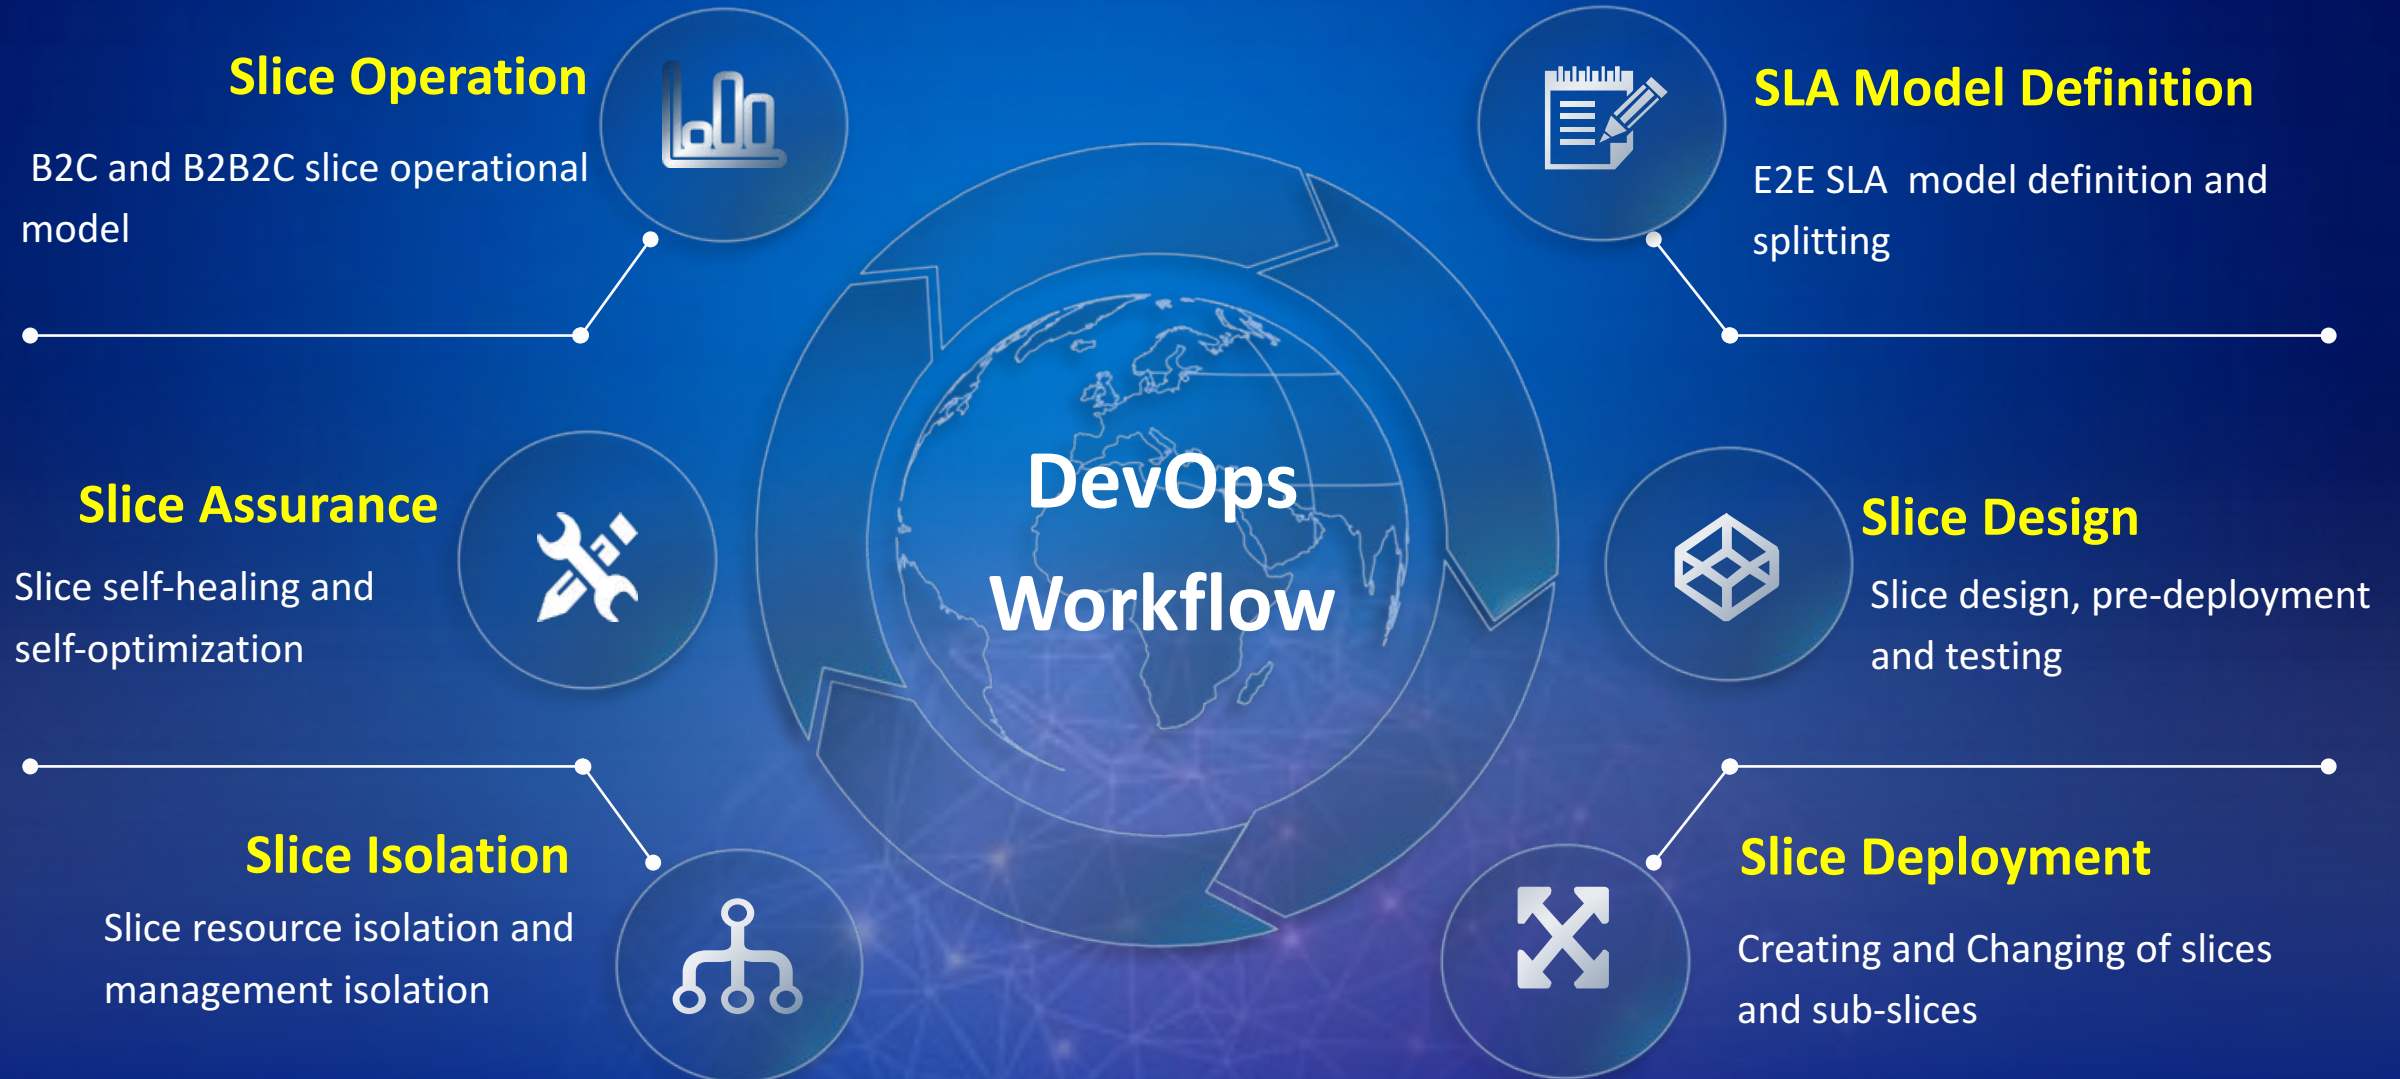 Slice Operation
B2C and B2B2C slice operational
model
SLA Model Definition
E2E SLA  model definition and
splitting
DevOps
Workflow
Slice Assurance
Slice self-healing and
self-optimization
Slice Design
Slice design, pre-deployment
and testing
Slice Isolation
Slice resource isolation and
management isolation
Slice Deployment
Creating and Changing of slices
and sub-slices